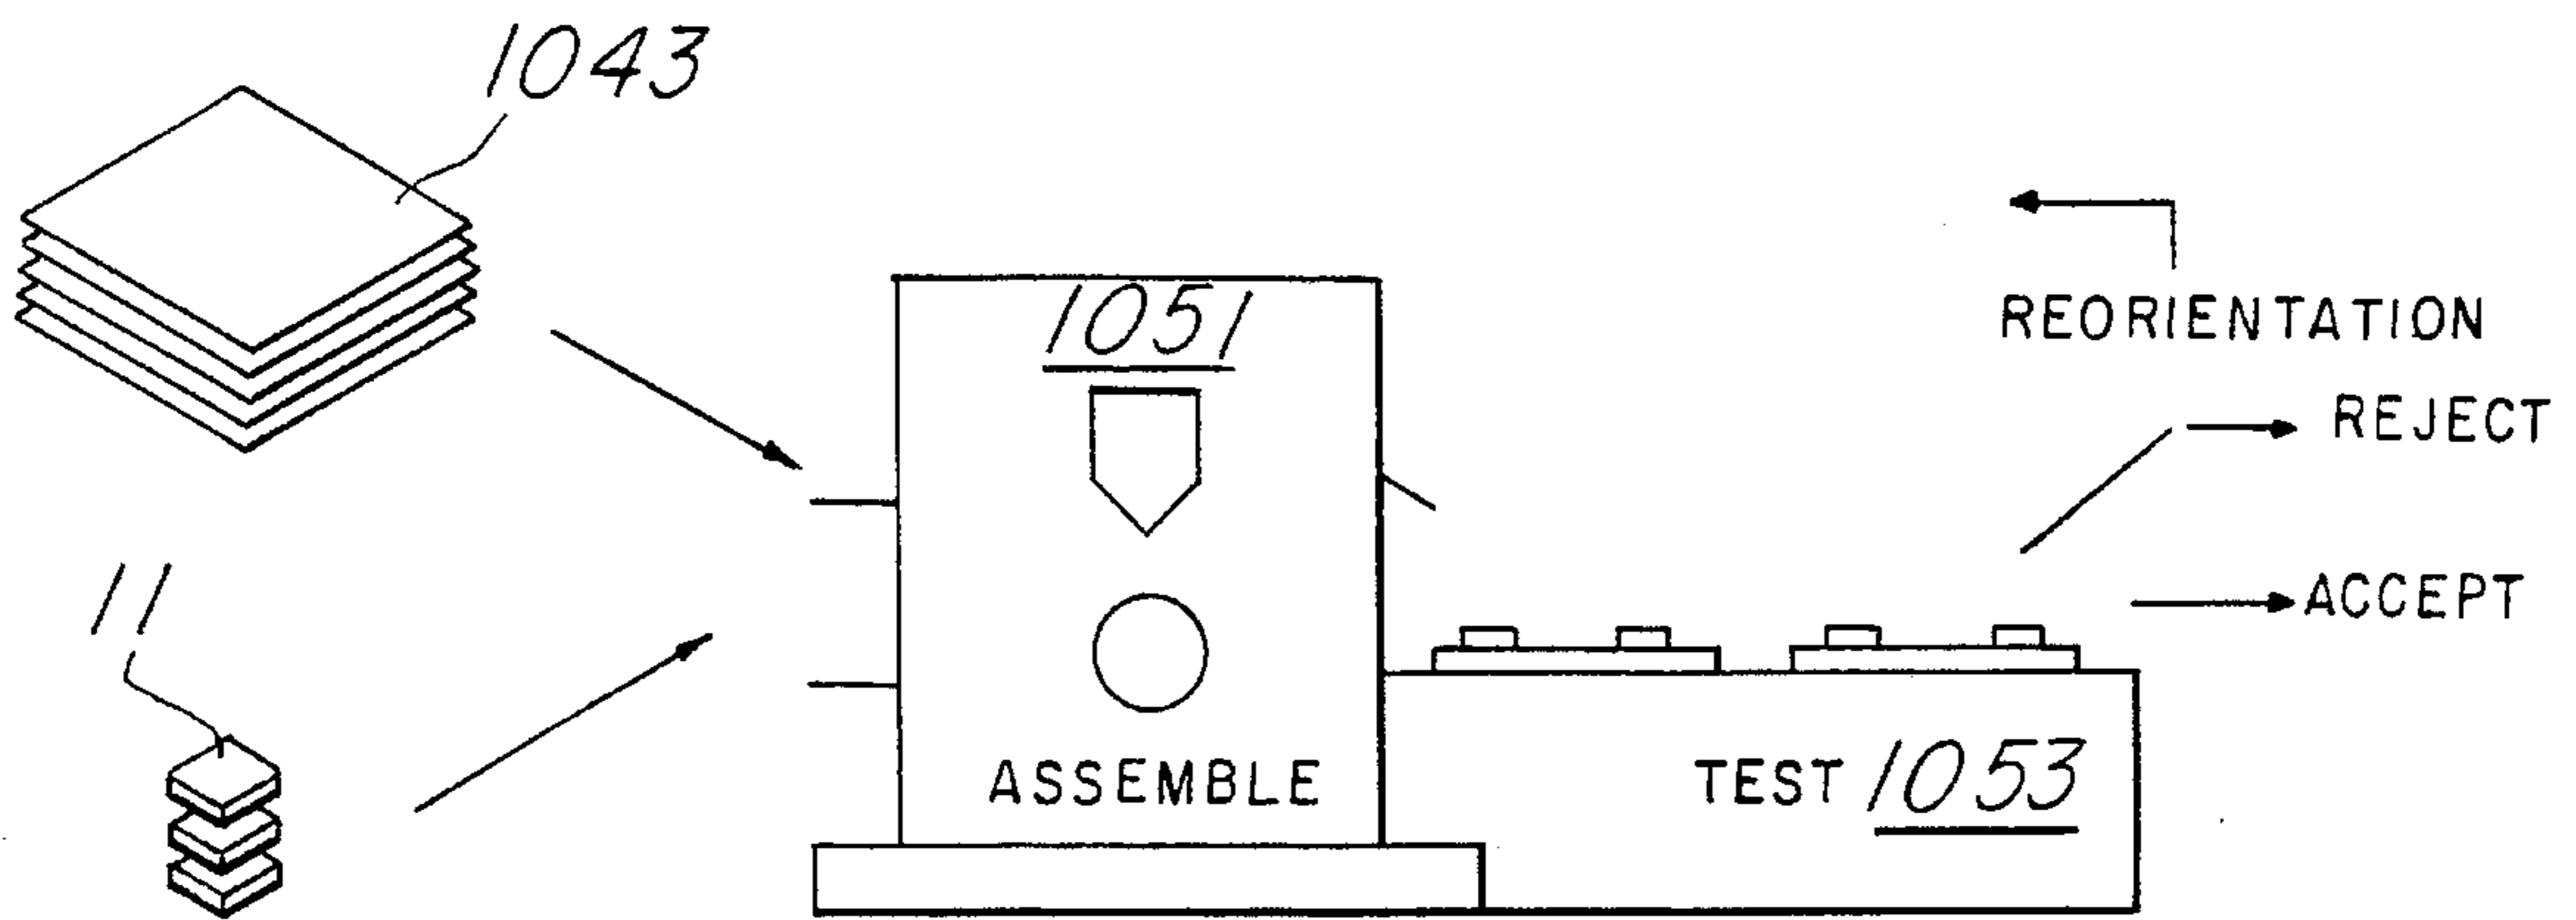 1043
1051
REORIENTATION
REJECT
11
ACCEPT
ASSEMBLE
TEST 1053